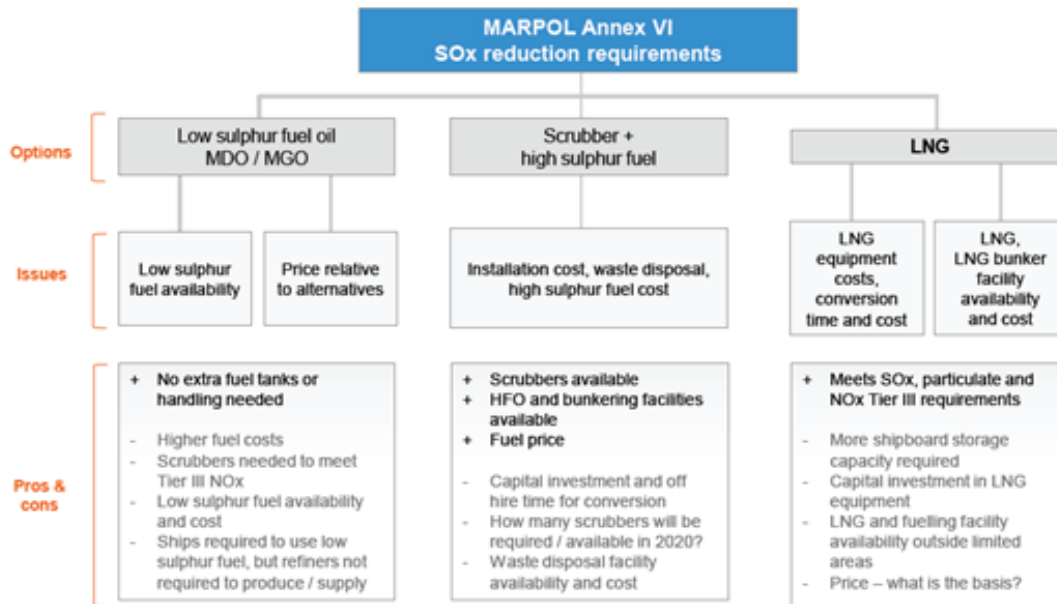 MARPOL Annex VI
SOx reduction requirements
Options
Low sulphur fuel oil
MDO / MGO
Scrubber +
high sulphur fuel
LNG
Issues
Low sulphur
fuel availability
Price relative
to alternatives
Installation cost, waste disposal,
high sulphur fuel cost
LNG
equipment
costs,
conversion
time and cost
LNG,
LNG bunker
facility
availability
and cost
Pros &
cons
+ No extra fuel tanks or
handling needed
- Higher fuel costs
- Scrubbers needed to meet
Tier III NOx
- Low sulphur fuel availability
and cost
- Ships required to use low
sulphur fuel, but refiners not
required to produce / supply
+ Scrubbers available
+ HFO and bunkering facilities
available
+ Fuel price
- Capital investment and off
hire time for conversion
- How many scrubbers will be
required / available in 2020?
- Waste disposal facility
availability and cost
+ Meets SOx, particulate and
NOx Tier III requirements
- More shipboard storage
capacity required
- Capital investment in LNG
equipment
- LNG and fuelling facility
availability outside limited
areas
- Price – what is the basis?